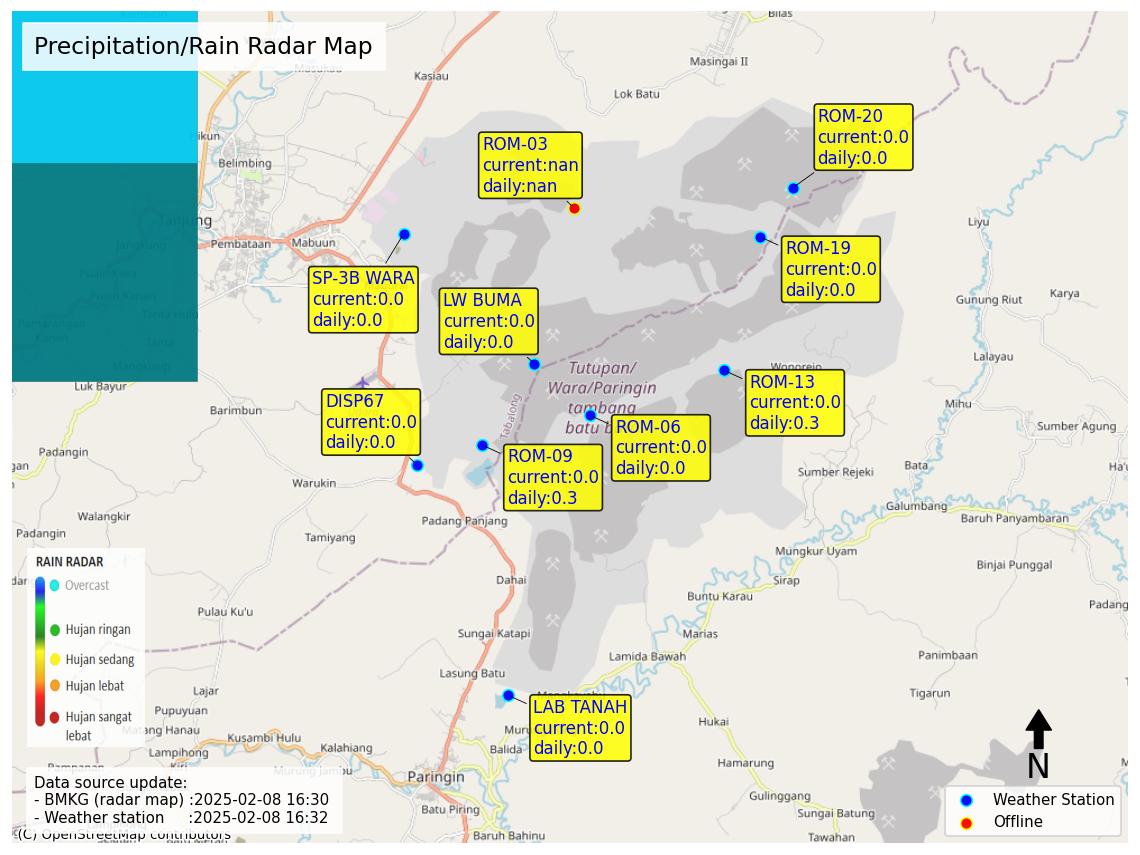 Precipitation/Rain Radar Map
Bilas
Masingai II
Kasiau
Masukau
Lok Batu
Hikun
Belimbing
Tanjung
Jangkung
Pembataan
Mabuun
Liyu
Gunung Riut
Karya
Lalayau
Wonorejo
Mihu
Sumber Agung
Luk Bayur
Barimbun
Warukin
Bata
Sumber Rejeki
Galumbang
Baruh Panyambaran
Walangkir
Padangin
Padang Panjang
Tamiyang
Mungkur Uyam
Binjai Punggal
Sirap
Dahai
Buntu Karau
Padang
Pulau Ku'u
Sungai Katapi
Marias
Lamida Bawah
Panimbaan
Lasung Batu
Tigarun
Lajar
Pupuyuan
Matang Hanau
Kusambi Hulu
Hukai
Kalahiang
Balida
Lampihong
Murung Jambu
Hamarung
Paringin
Gulinggang
Batu Piring
Sungai Batung
Baruh Bahinu
Tawahan
Tabalong
Tutupan/
Wara/Paringin
tambang
batu b
ROM-03
current:nan
daily:nan
ROM-20
current:0.0
daily:0.0
ROM-19
current:0.0
daily:0.0
SP-3B WARA
current:0.0
daily:0.0
LW BUMA
current:0.0
daily:0.0
ROM-13
current:0.0
daily:0.3
DISP67
current:0.0
daily:0.0
ROM-06
current:0.0
daily:0.0
ROM-09
current:0.0
daily:0.3
LAB TANAH
current:0.0
daily:0.0
RAIN RADAR
Overcast
Hujan ringan
Hujan sedang
Hujan lebat
Hujan sangat
lebat
Data source update:
- BMKG (radar map) :2025-02-08 16:30
- Weather station :2025-02-08 16:32
(C) OpenStreetMap contributors
N
Weather Station
Offline